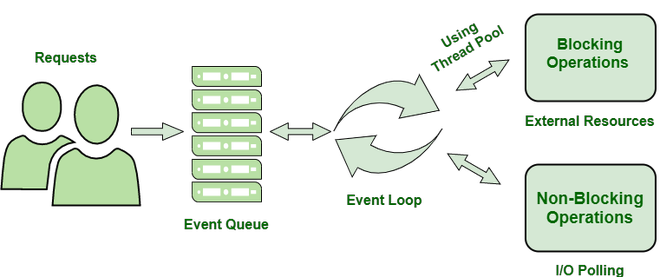 Requests
Event Queue
Event Loop
Using
Thread Pool
Blocking
Operations
External Resources
Non-Blocking
Operations
I/O Polling